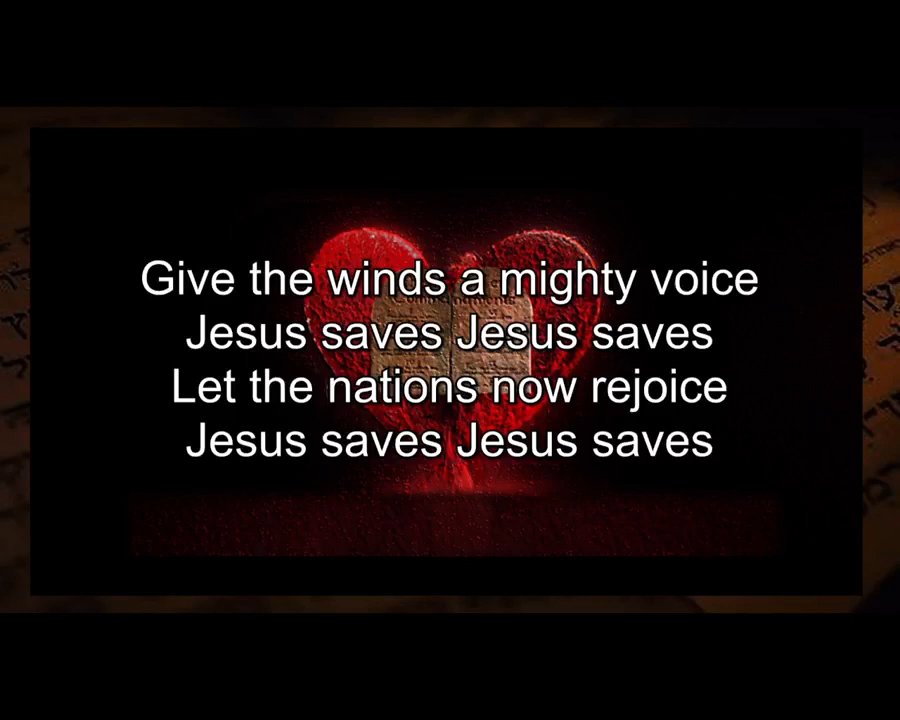 Give the winds a mighty voice
Jesus saves Jesus saves
Let the nations now rejoice
Jesus saves Jesus saves